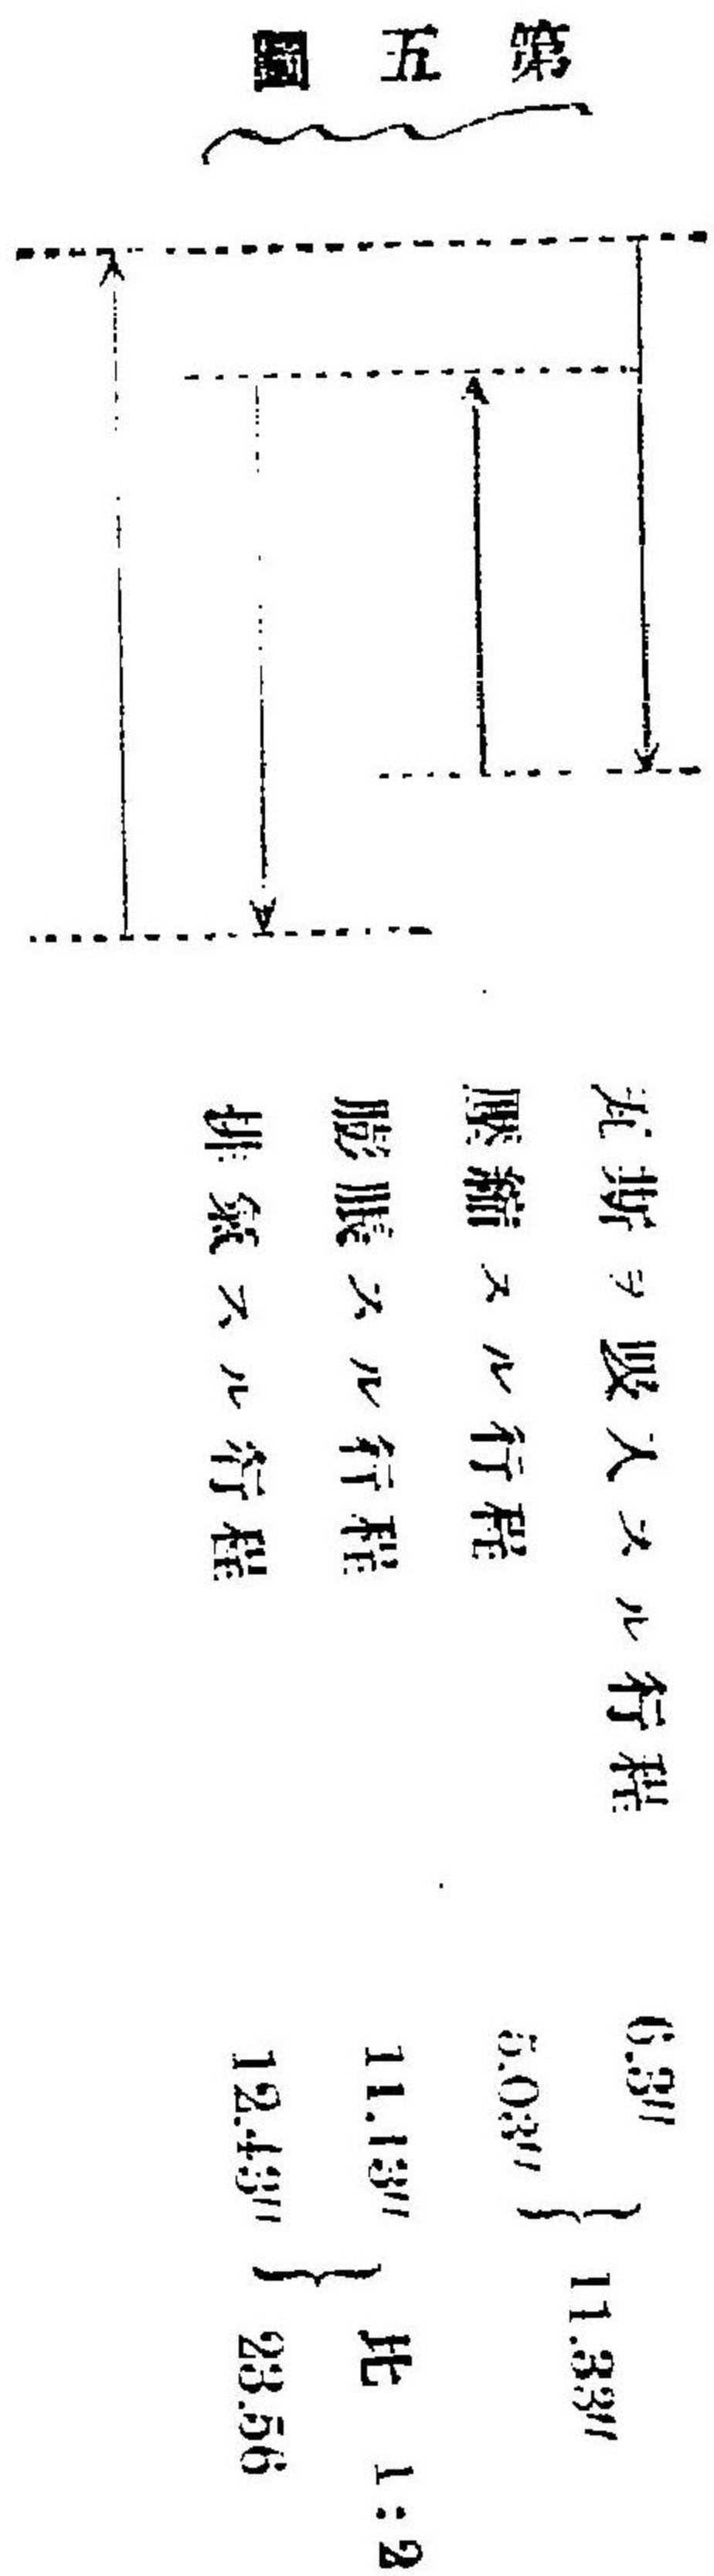 第五圖
瓦斯ヲ吸入スル行程
壓縮スル行程
膨脹スル行程
排氣スル行程
6.3″
5.03″
11.33″
11.13″
12.43″
23.56
比 1:2